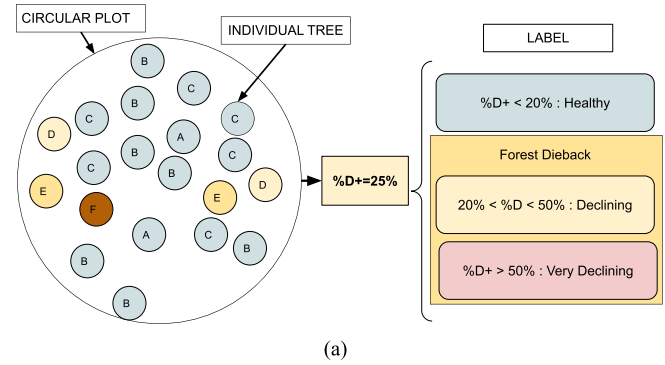 CIRCULAR PLOT
INDIVIDUAL TREE
LABEL
B
C
B
C
C
D
A
B
C
C
B
D
E
E
F
A
C
B
B
B
%D+=25%
%D+ < 20% : Healthy
Forest Dieback
20% < %D < 50% : Declining
%D+ > 50% : Very Declining
(a)